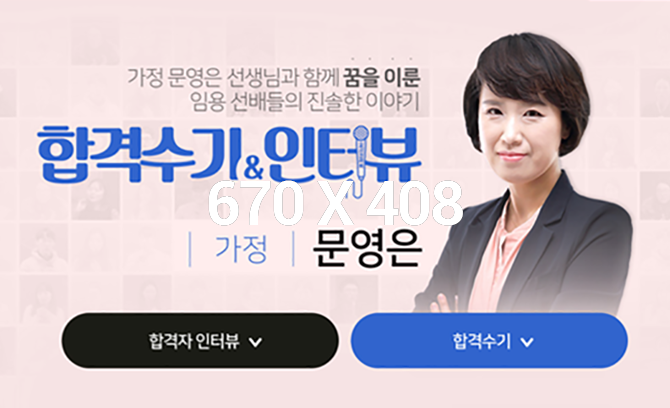 가정 문영은 선생님과 함께 꿈을 이룬
임용 선배들의 진솔한 이야기
합격수기&인터뷰
670 X 408
| 가정 | 문영은
합격자 인터뷰
합격수기